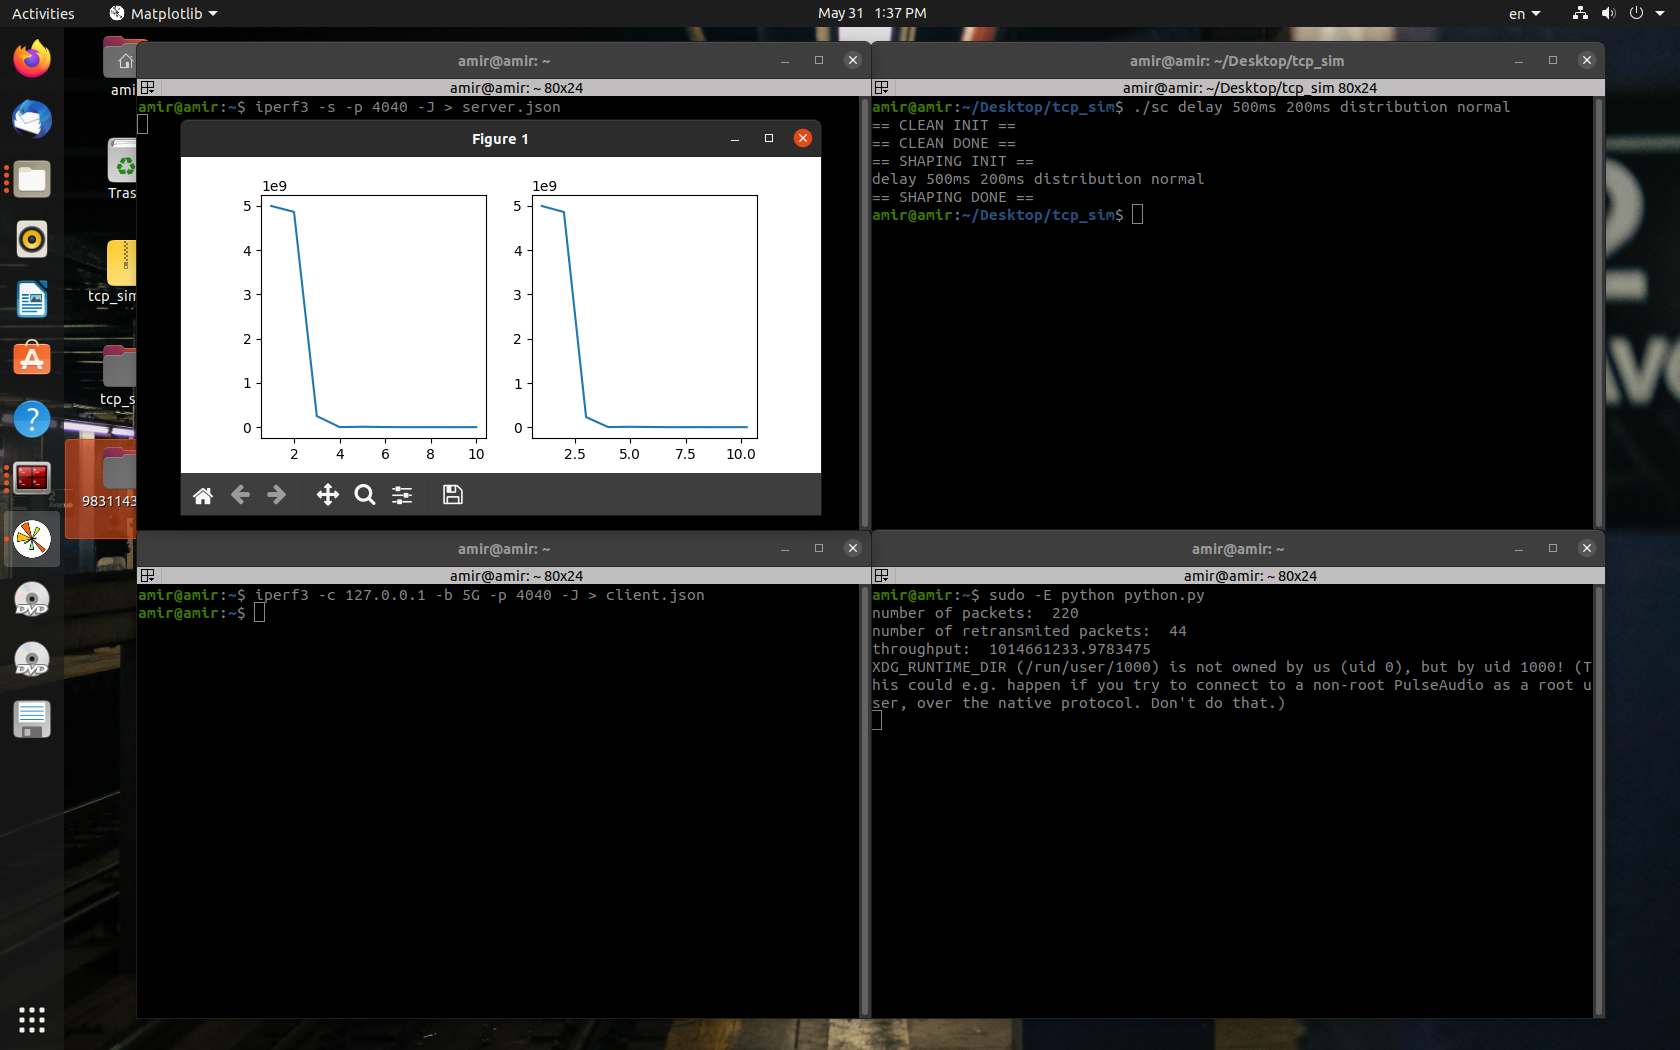 Activities
Matplotlib
May 31 1:37 PM
en
amir
Tras
tcp_sim
tcp_s
9831143
amir@amir: ~
amir@amir: ~ 80x24
amir@amir:~$ iperf3 -s -p 4040 -J > server.json
Figure 1
1e9
5
4
3
2
1
0
2 4 6 8 10
1e9
5
4
3
2
1
0
2.5 5.0 7.5 10.0
amir@amir: ~/Desktop/tcp_sim
amir@amir: ~/Desktop/tcp_sim 80x24
amir@amir:~/Desktop/tcp_sim$ ./sc delay 500ms 200ms distribution normal
== CLEAN INIT ==
== CLEAN DONE ==
== SHAPING INIT ==
delay 500ms 200ms distribution normal
== SHAPING DONE ==
amir@amir:~/Desktop/tcp_sim$
amir@amir: ~
amir@amir: ~ 80x24
amir@amir:~$ iperf3 -c 127.0.0.1 -b 5G -p 4040 -J > client.json
amir@amir:~$
amir@amir: ~
amir@amir: ~ 80x24
amir@amir:~$ sudo -E python python.py
number of packets:  220
number of retransmited packets:  44
throughput:  1014661233.9783475
XDG_RUNTIME_DIR (/run/user/1000) is not owned by us (uid 0), but by uid 1000! (T
his could e.g. happen if you try to connect to a non-root PulseAudio as a root u
ser, over the native protocol. Don't do that.)